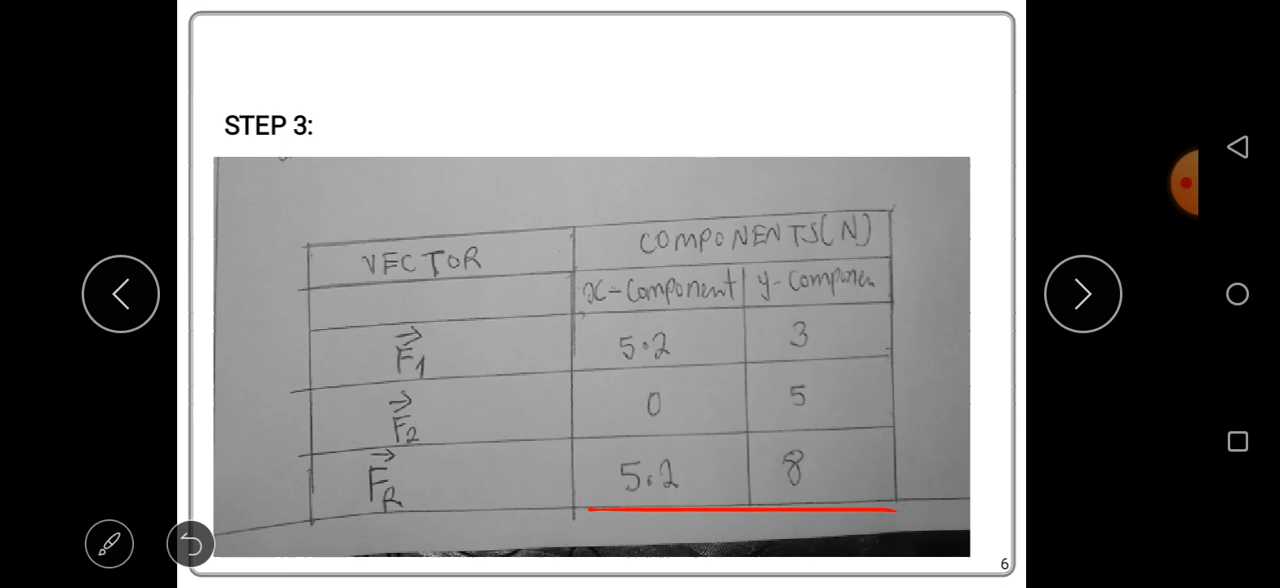 STEP 3:
VECTOR COMPONENTS(N)
x-component y-componen
F1 5.2 3
F2 0 5
FR 5.2 8
6